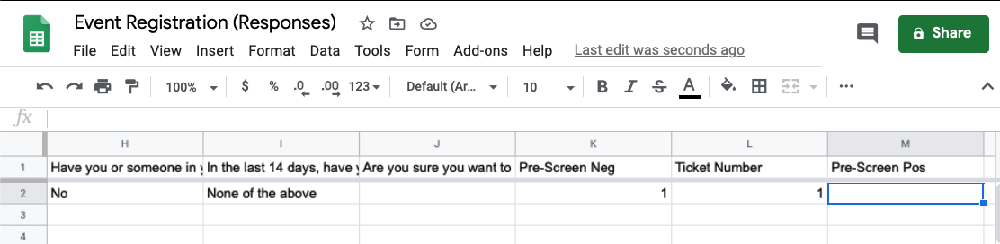 Event Registration (Responses)
File Edit View Insert Format Data Tools Form Add-ons Help Last edit was seconds ago
Share
100% $ % .0 .00 123 Default (Ar... 10 B I S A ...
fx
H I J K L M
1 Have you or someone in y In the last 14 days, have y Are you sure you want to Pre-Screen Neg Ticket Number Pre-Screen Pos
2 No None of the above 1 1
3
4